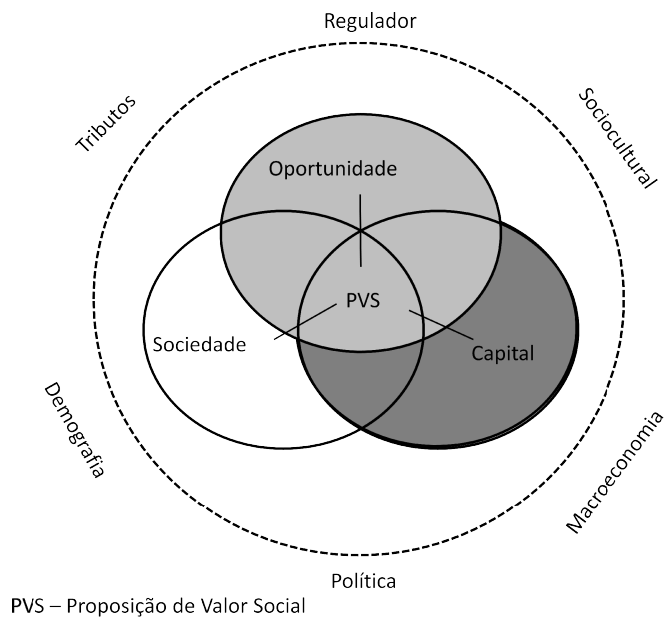 Regulador
Tributos
Sociocultural
Oportunidade
PVS
Sociedade
Capital
Demografia
Macroeconomia
Política
PVS – Proposição de Valor Social